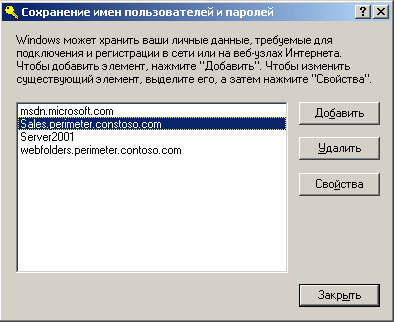 Сохранение имен пользователей и паролей
Windows может хранить ваши личные данные, требуемые для
подключения и регистрации в сети или на веб-узлах Интернета.
Чтобы добавить элемент, нажмите "Добавить". Чтобы изменить
существующий элемент, выделите его, а затем нажмите "Свойства".
msdn.microsoft.com
Sales.perimeter.constoso.com
Server2001
webfolders.perimeter.contoso.com
Добавить
Удалить
Свойства
Закрыть